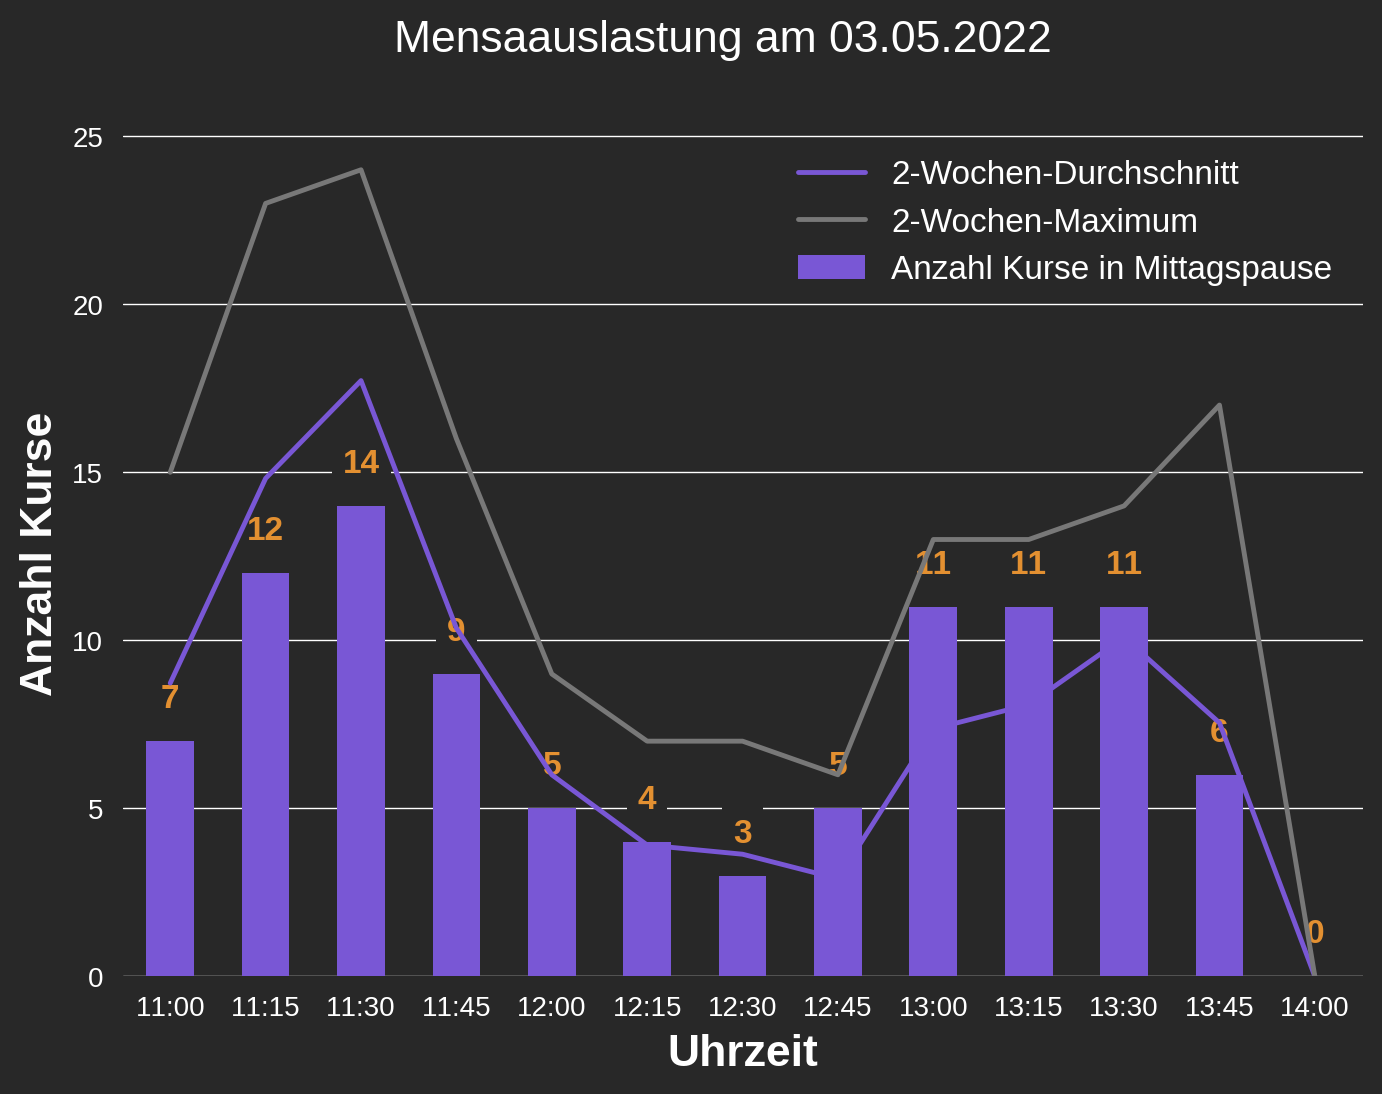 Mensaauslastung am 03.05.2022
25
2-Wochen-Durchschnitt
2-Wochen-Maximum
Anzahl Kurse in Mittagspause
20
15
10
5
0
Anzahl Kurse
7
12
14
9
5
4
3
5
11
11
11
6
0
11:00 11:15 11:30 11:45 12:00 12:15 12:30 12:45 13:00 13:15 13:30 13:45 14:00
Uhrzeit